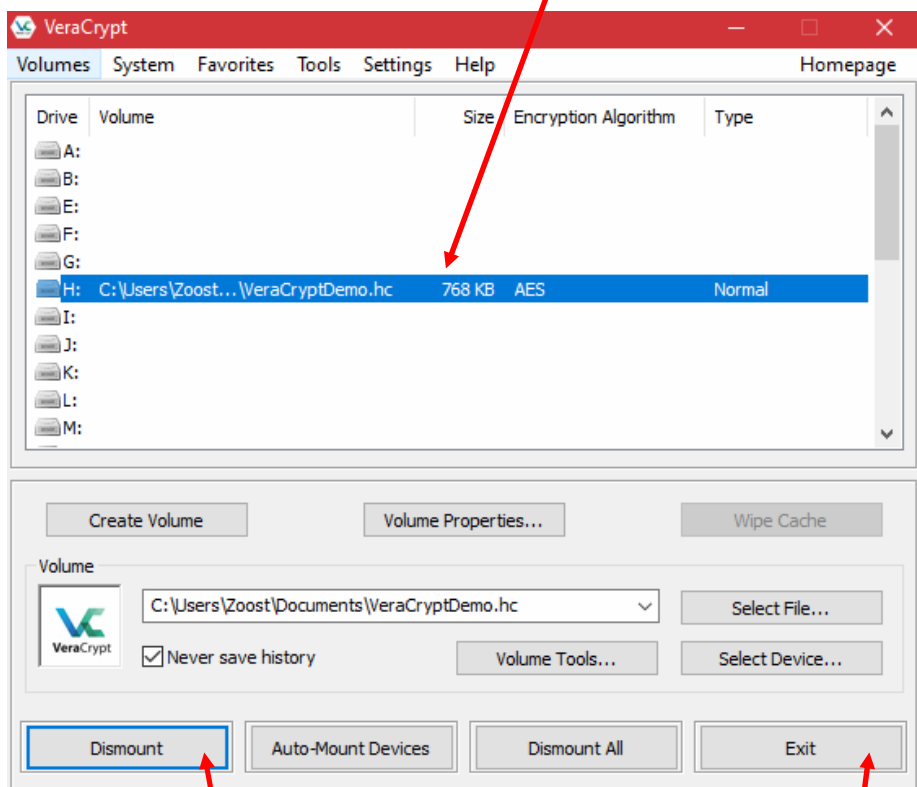 VeraCrypt
Volumes System Favorites Tools Settings Help Homepage
Drive Volume Size Encryption Algorithm Type
A:
B:
E:
F:
G:
H: C:\Users\Zoost...\VeraCryptDemo.hc 768 KB AES Normal
I:
J:
K:
L:
M:
Create Volume Volume Properties... Wipe Cache
Volume
C:\Users\Zoost\Documents\VeraCryptDemo.hc Select File...
VeraCrypt Never save history Volume Tools... Select Device...
Dismount Auto-Mount Devices Dismount All Exit